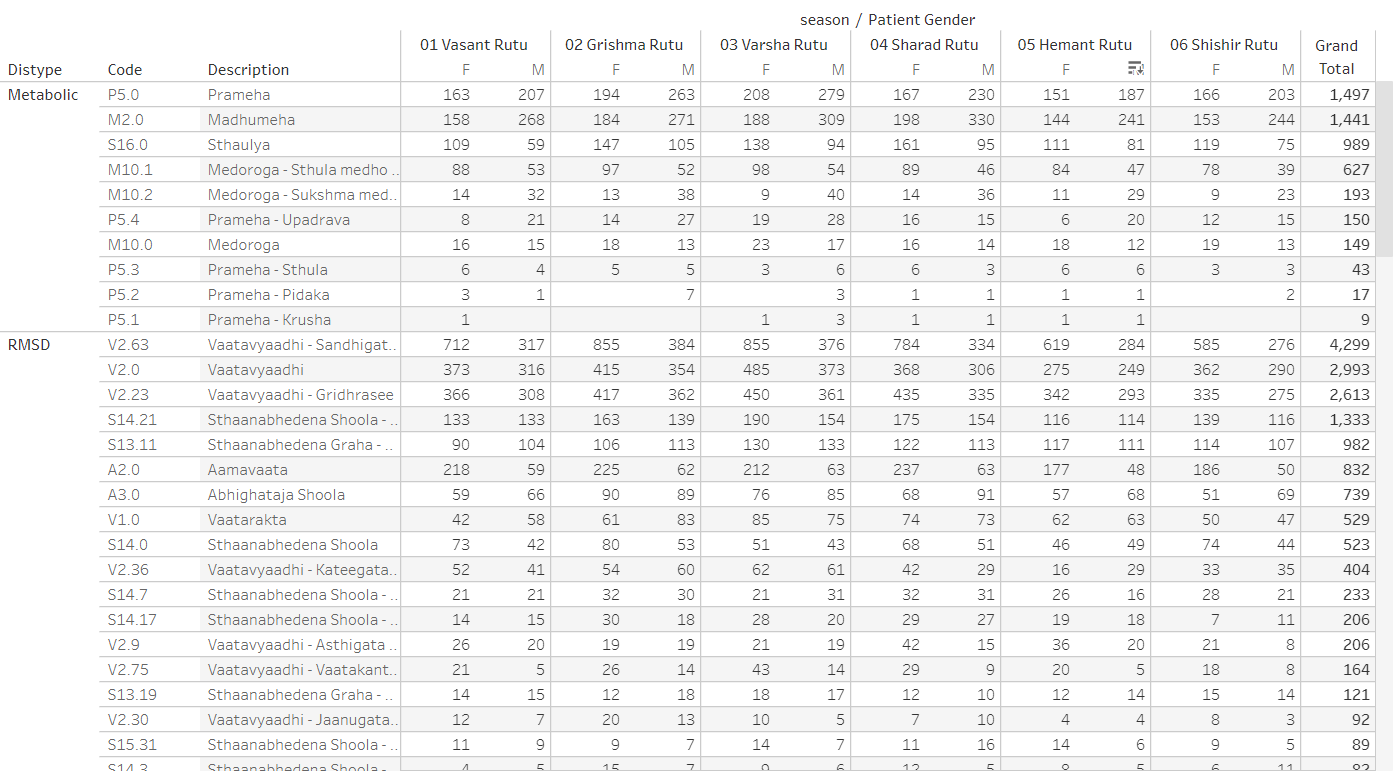 season / Patient Gender
01 Vasant Rutu 02 Grishma Rutu 03 Varsha Rutu 04 Sharad Rutu 05 Hemant Rutu 06 Shishir Rutu Grand Total
Distype Code Description F M F M F M F M F F M
Metabolic P5.0 Prameha 163 207 194 263 208 279 167 230 151 187 166 203 1,497
M2.0 Madhumeha 158 268 184 271 188 309 198 330 144 241 153 244 1,441
S16.0 Sthaulya 109 59 147 105 138 94 161 95 111 81 119 75 989
M10.1 Medoroga - Sthula medho .. 88 53 97 52 98 54 89 46 84 47 78 39 627
M10.2 Medoroga - Sukshma med.. 14 32 13 38 9 40 14 36 11 29 9 23 193
P5.4 Prameha - Upadrava 8 21 14 27 19 28 16 15 6 20 12 15 150
M10.0 Medoroga 16 15 18 13 23 17 16 14 18 12 19 13 149
P5.3 Prameha - Sthula 6 4 5 5 3 6 6 3 6 6 3 3 43
P5.2 Prameha - Pidaka 3 1 7 3 1 1 1 1 2 17
P5.1 Prameha - Krusha 1 1 3 1 1 1 1 9
RMSD V2.63 Vaatavyaadhi - Sandhigat.. 712 317 855 384 855 376 784 334 619 284 585 276 4,299
V2.0 Vaatavyaadhi 373 316 415 354 485 373 368 306 275 249 362 290 2,993
V2.23 Vaatavyaadhi - Gridhrasee 366 308 417 362 450 361 435 335 342 293 335 275 2,613
S14.21 Sthaanabhedena Shoola - .. 133 133 163 139 190 154 175 154 116 114 139 116 1,333
S13.11 Sthaanabhedena Graha - .. 90 104 106 113 130 133 122 113 117 111 114 107 982
A2.0 Aamavaata 218 59 225 62 212 63 237 63 177 48 186 50 832
A3.0 Abhighataja Shoola 59 66 90 89 76 85 68 91 57 68 51 69 739
V1.0 Vaatarakta 42 58 61 83 85 75 74 73 62 63 50 47 529
S14.0 Sthaanabhedena Shoola 73 42 80 53 51 43 68 51 46 49 74 44 523
V2.36 Vaatavyaadhi - Kateegata.. 52 41 54 60 62 61 42 29 16 29 33 35 404
S14.7 Sthaanabhedena Shoola - .. 21 21 32 30 21 31 32 31 26 16 28 21 233
S14.17 Sthaanabhedena Shoola - .. 14 15 30 18 28 20 29 27 19 18 7 11 206
V2.9 Vaatavyaadhi - Asthigata .. 26 20 19 19 21 19 42 15 36 20 21 8 206
V2.75 Vaatavyaadhi - Vaatakant.. 21 5 26 14 43 14 29 9 20 5 18 8 164
S13.19 Sthaanabhedena Graha - .. 14 15 12 18 18 17 12 10 12 14 15 14 121
V2.30 Vaatavyaadhi - Jaanugata.. 12 7 20 13 10 5 7 10 4 4 8 3 92
S15.31 Sthaanabhedena Shoola - .. 11 9 9 7 14 7 11 16 14 6 9 5 89
S14.3 Sthaanabhedena Shoola - 4 5 15 7 9 6 12 5 8 5 6 11 82